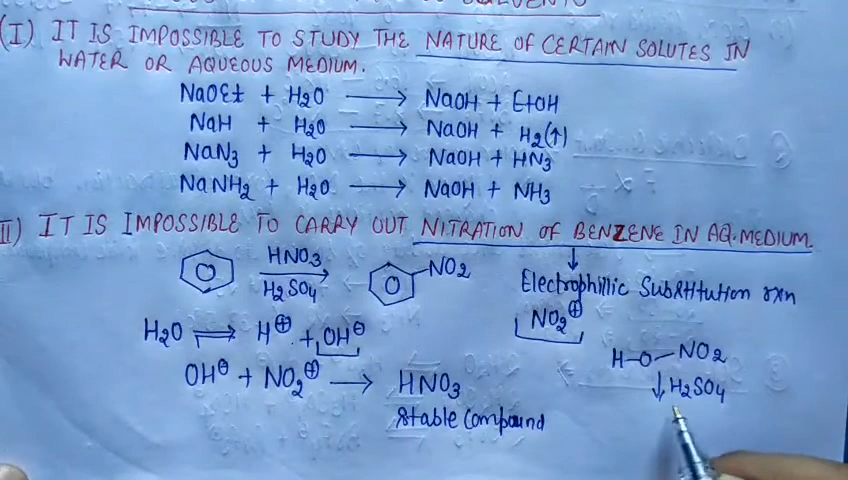 (I) IT IS IMPOSSIBLE TO STUDY THE NATURE OF CERTAIN SOLUTES IN
WATER OR AQUEOUS MEDIUM.
NaOEt + H2O ⟶ NaOH + EtOH
NaH + H2O ⟶ NaOH + H2(↑)
NaN3 + H2O ⟶ NaOH + HN3
NaNH2 + H2O ⟶ NaOH + NH3
II) IT IS IMPOSSIBLE TO CARRY OUT NITRATION OF BENZENE IN AQ.MEDIUM.
HNO3
H2SO4
NO2
Electrophillic Substitution rxn
NO2⊕
H2O ⇌ H⊕ + OH⊖
OH⊖ + NO2⊕ ⟶ HNO3
Stable Compound
H-O-NO2
↓ H2SO4